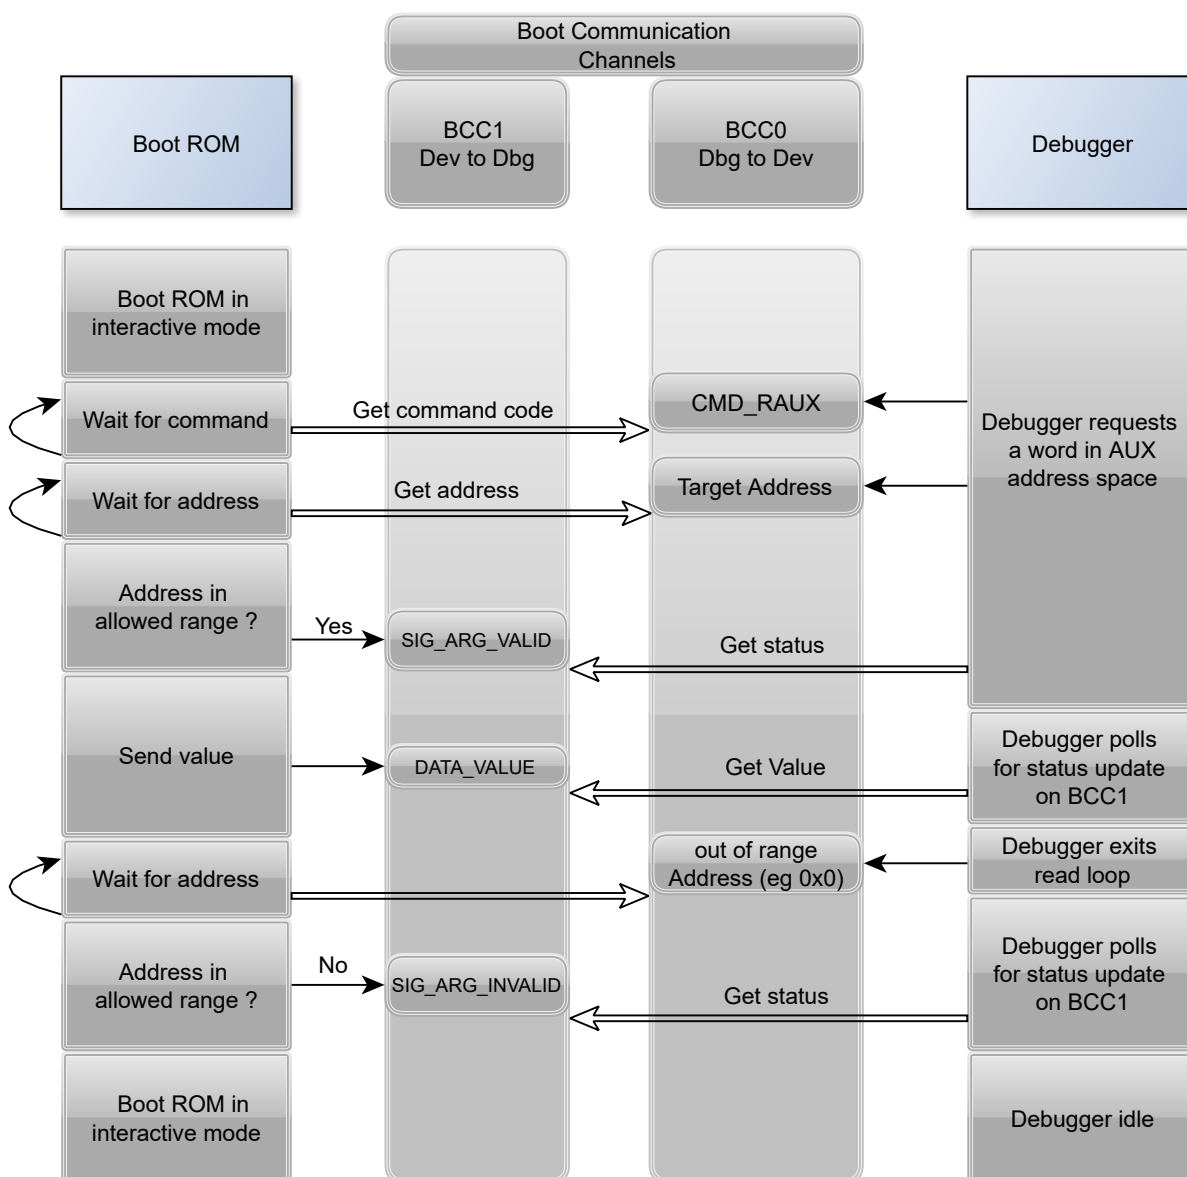 Boot Communication
Channels
Boot ROM
BCC1
Dev to Dbg
BCC0
Dbg to Dev
Debugger
Boot ROM in
interactive mode
Wait for command
Get command code
CMD_RAUX
Debugger requests
a word in AUX
address space
Wait for address
Get address
Target Address
Address in
allowed range ?
Yes
SIG_ARG_VALID
Get status
Send value
DATA_VALUE
Get Value
Debugger polls
for status update
on BCC1
Wait for address
out of range
Address (eg 0x0)
Debugger exits
read loop
Address in
allowed range ?
No
SIG_ARG_INVALID
Get status
Debugger polls
for status update
on BCC1
Boot ROM in
interactive mode
Debugger idle